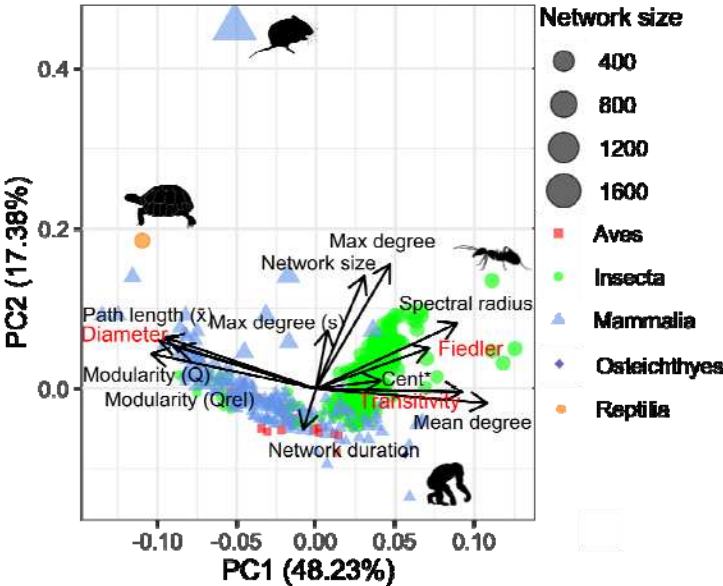 Network size
400
800
1200
1600
Aves
Insecta
Mammalia
Osteichthyes
Reptilia
PC2 (17.38%)
0.4
0.2
0.0
Max degree
Network size
Spectral radius
Path length (x̄)
Max degree (s)
Diameter
Fiedler
Modularity (Q)
Cent*
Modularity (Qrel)
Transitivity
Mean degree
Network duration
-0.10
-0.05
0.00
0.05
0.10
PC1 (48.23%)